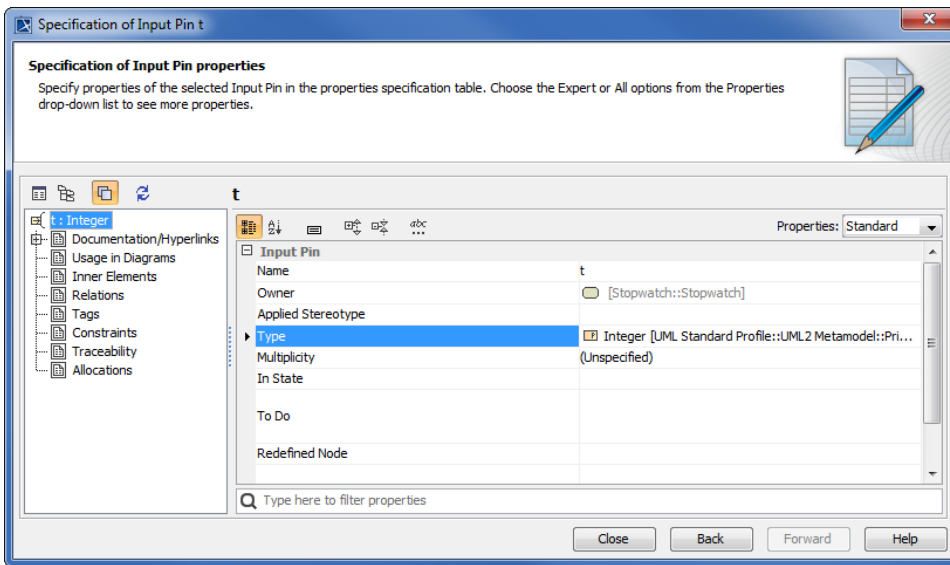 Specification of Input Pin t
Specification of Input Pin properties
Specify properties of the selected Input Pin in the properties specification table. Choose the Expert or All options from the Properties
drop-down list to see more properties.
t
t : Integer
Documentation/Hyperlinks
Usage in Diagrams
Inner Elements
Relations
Tags
Constraints
Traceability
Allocations
Properties: Standard
Input Pin
Name t
Owner [Stopwatch::Stopwatch]
Applied Stereotype
Type Integer [UML Standard Profile::UML2 Metamodel::Pri...
Multiplicity (Unspecified)
In State
To Do
Redefined Node
Type here to filter properties
Close Back Forward Help